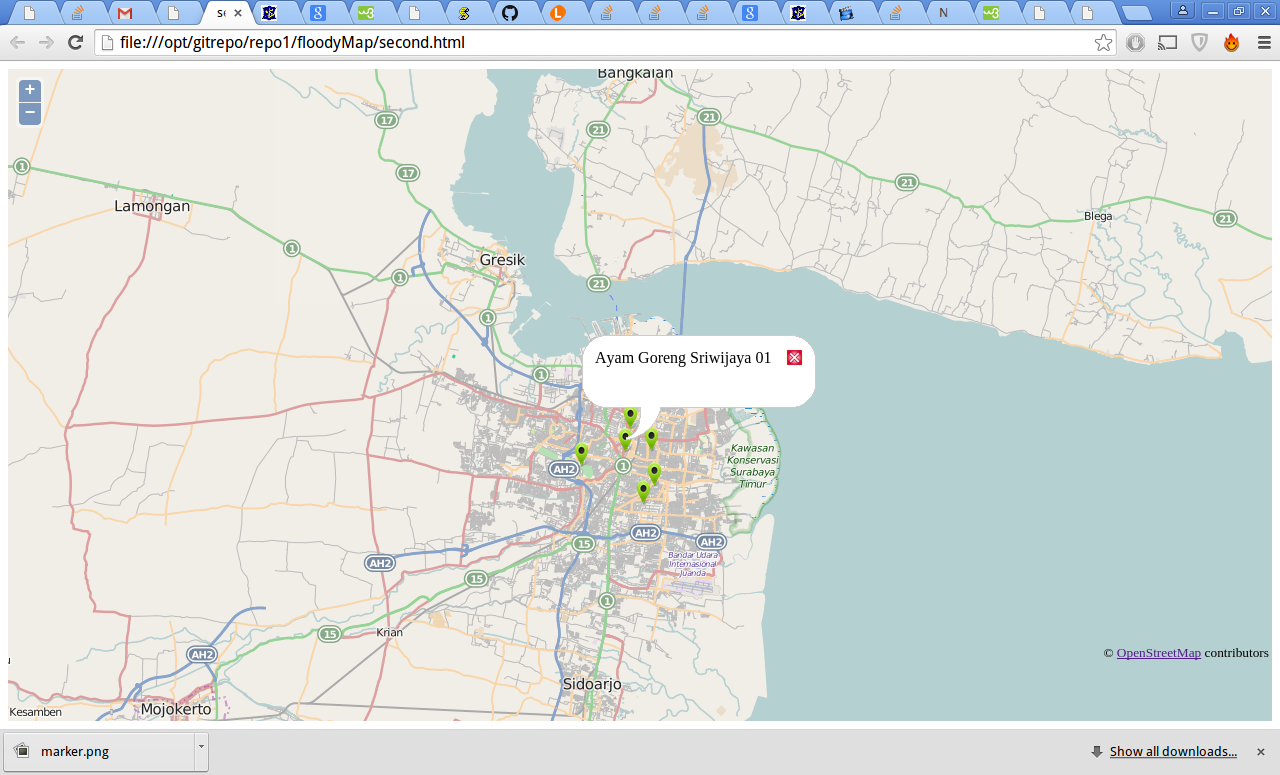 se
N
file:///opt/gitrepo/repo1/floodyMap/second.html
+
−
Bangkalan
17
21
21
1
17
21
Lamongan
Blega
21
1
Gresik
1
21
1
Ayam Goreng Sriwijaya 01
1
Kawasan
Konservasi
Surabaya
Timur
AH2
1
AH2
AH2
15
Bandar Udara
Internasional
Juanda
AH2
15
1
15
Krian
AH2
© OpenStreetMap contributors
Sidoarjo
Mojokerto
Kesamben
marker.png
Show all downloads...